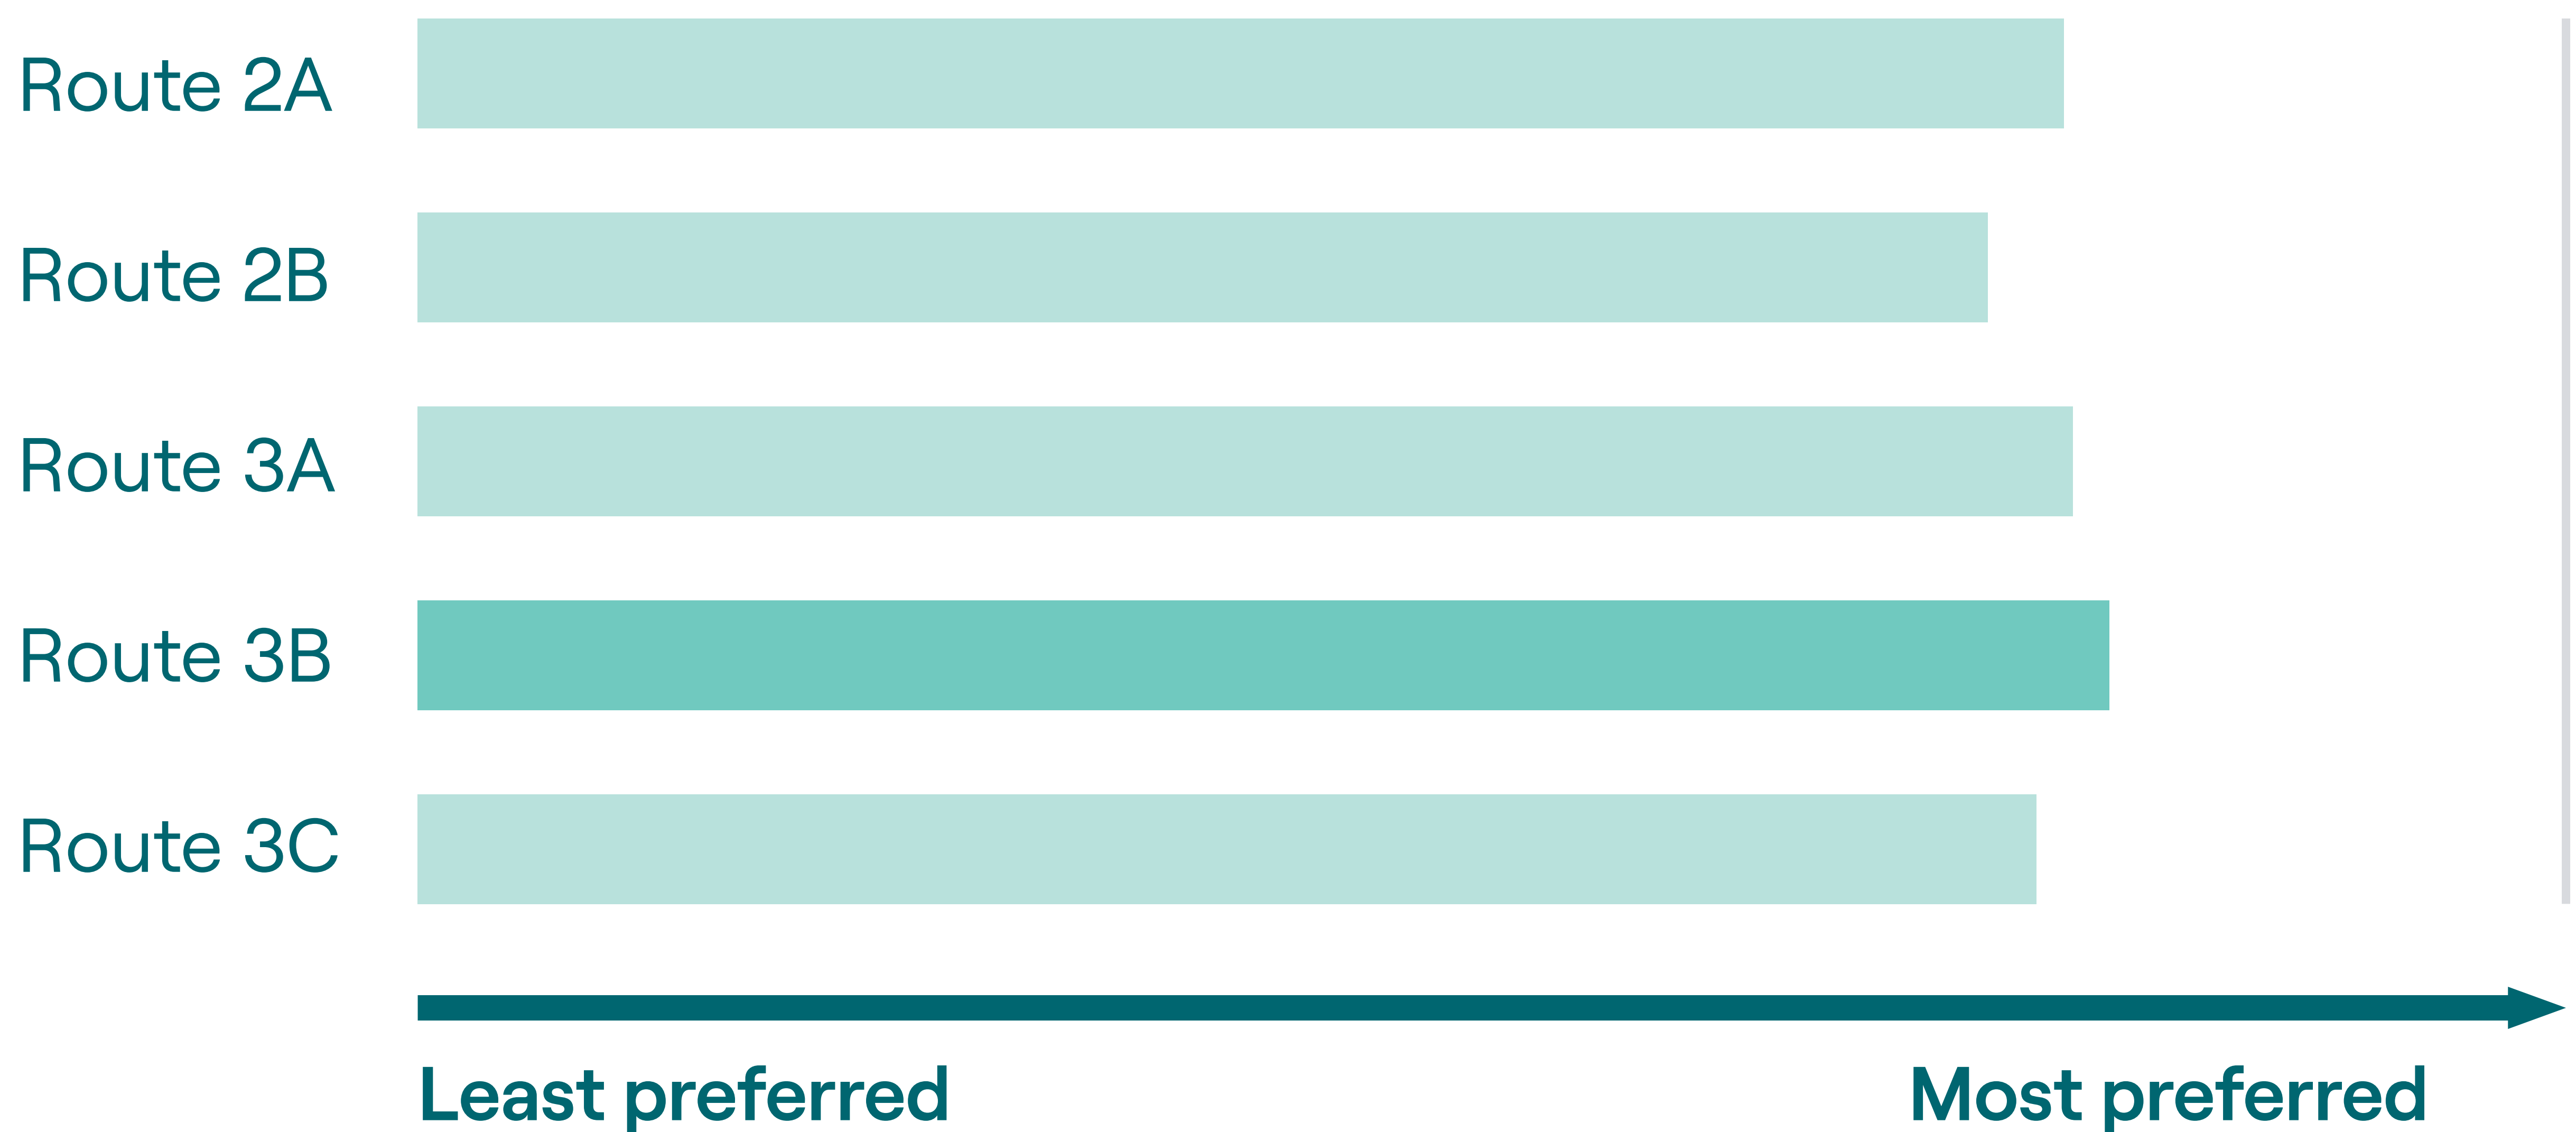 Route 2A
Route 2B
Route 3A
Route 3B
Route 3C
Least preferred Most preferred